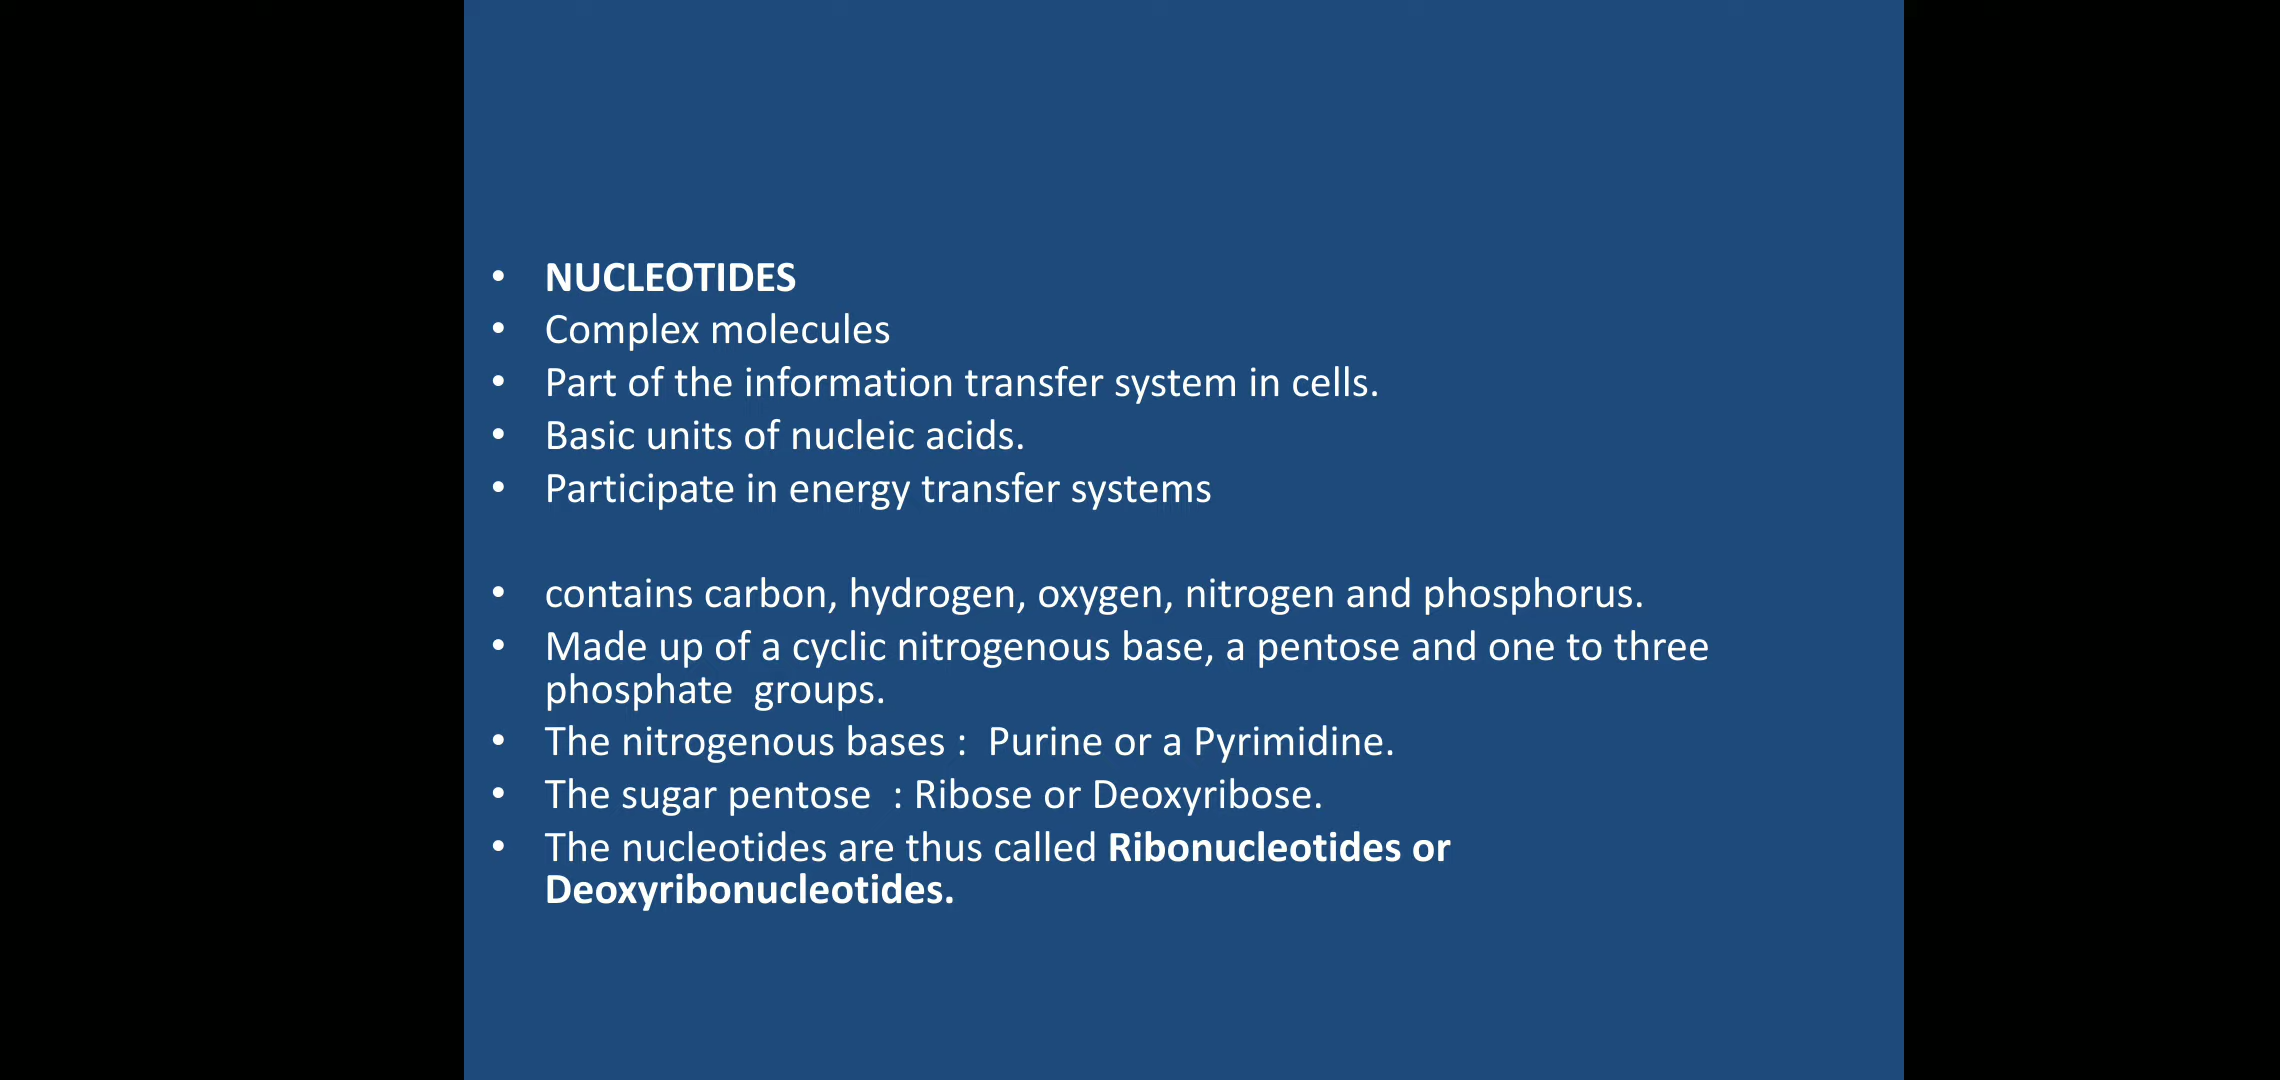 • NUCLEOTIDES
• Complex molecules
• Part of the information transfer system in cells.
• Basic units of nucleic acids.
• Participate in energy transfer systems
• contains carbon, hydrogen, oxygen, nitrogen and phosphorus.
• Made up of a cyclic nitrogenous base, a pentose and one to three
phosphate  groups.
• The nitrogenous bases :  Purine or a Pyrimidine.
• The sugar pentose  : Ribose or Deoxyribose.
• The nucleotides are thus called Ribonucleotides or
Deoxyribonucleotides.